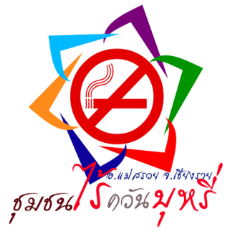 อ.แม่สรวย จ.เชียงราย
ชุมชนไร้ควันบุหรี่